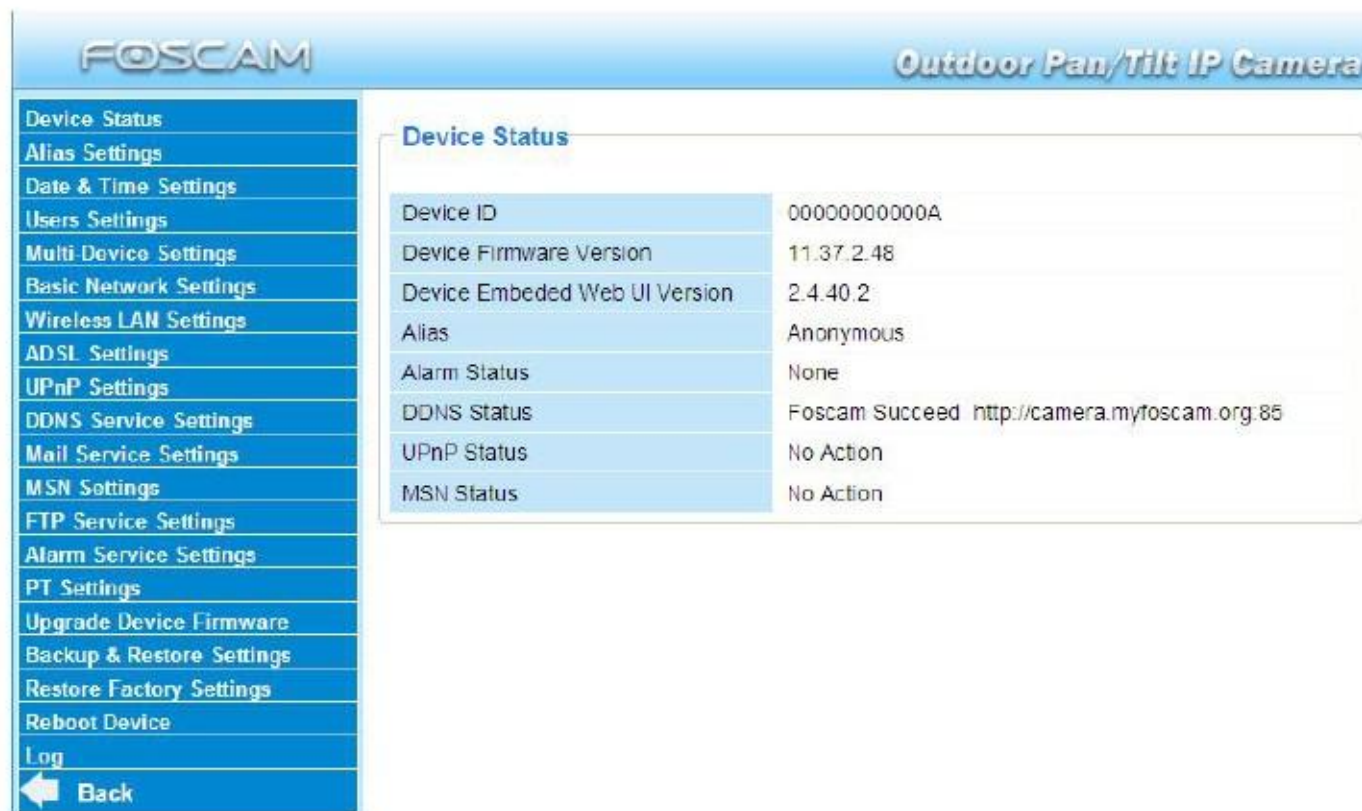 FOSCAM
Outdoor Pan/Tilt IP Camera
Device Status
Alias Settings
Date & Time Settings
Users Settings
Multi-Device Settings
Basic Network Settings
Wireless LAN Settings
ADSL Settings
UPnP Settings
DDNS Service Settings
Mail Service Settings
MSN Settings
FTP Service Settings
Alarm Service Settings
PT Settings
Upgrade Device Firmware
Backup & Restore Settings
Restore Factory Settings
Reboot Device
Log
Back
Device Status
Device ID 00000000000A
Device Firmware Version 11.37.2.48
Device Embeded Web UI Version 2.4.40.2
Alias Anonymous
Alarm Status None
DDNS Status Foscam Succeed http://camera.myfoscam.org:85
UPnP Status No Action
MSN Status No Action